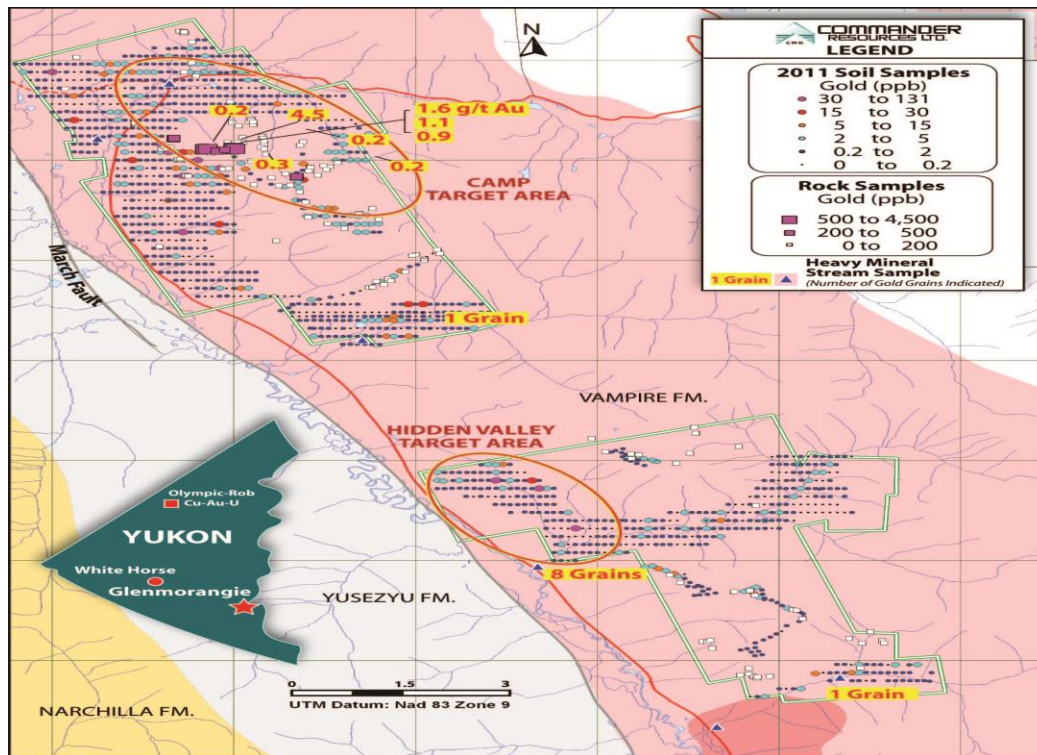 N
COMMANDER
RESOURCES LTD.
CMD
LEGEND
2011 Soil Samples
Gold (ppb)
30 to 131
15 to 30
5 to 15
2 to 5
0.2 to 2
0 to 0.2
Rock Samples
Gold (ppb)
500 to 4,500
200 to 500
0 to 200
Heavy Mineral
Stream Sample
1 Grain
(Number of Gold Grains Indicated)
0.2
4.5
1.6 g/t Au
1.1
0.9
0.2
0.3
0.2
CAMP
TARGET AREA
March Fault
1 Grain
VAMPIRE FM.
HIDDEN VALLEY
TARGET AREA
Olympic-Rob
Cu-Au-U
YUKON
White Horse
Glenmorangie
8 Grains
YUSEZYU FM.
1 Grain
0 1.5 3
UTM Datum: Nad 83 Zone 9
NARCHILLA FM.